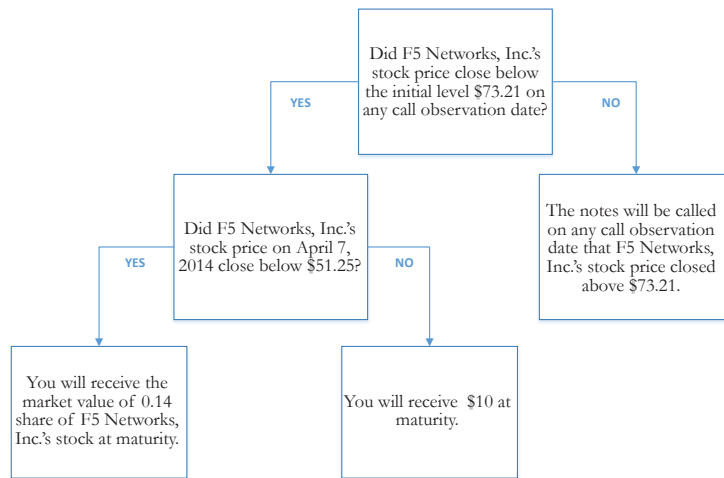 Did F5 Networks, Inc.'s
stock price close below
the initial level $73.21 on
any call observation date?
YES
NO
Did F5 Networks, Inc.'s
stock price on April 7,
2014 close below $51.25?
The notes will be called
on any call observation
date that F5 Networks,
Inc.'s stock price closed
above $73.21.
YES
NO
You will receive the
market value of 0.14
share of F5 Networks,
Inc.'s stock at maturity.
You will receive $10 at
maturity.